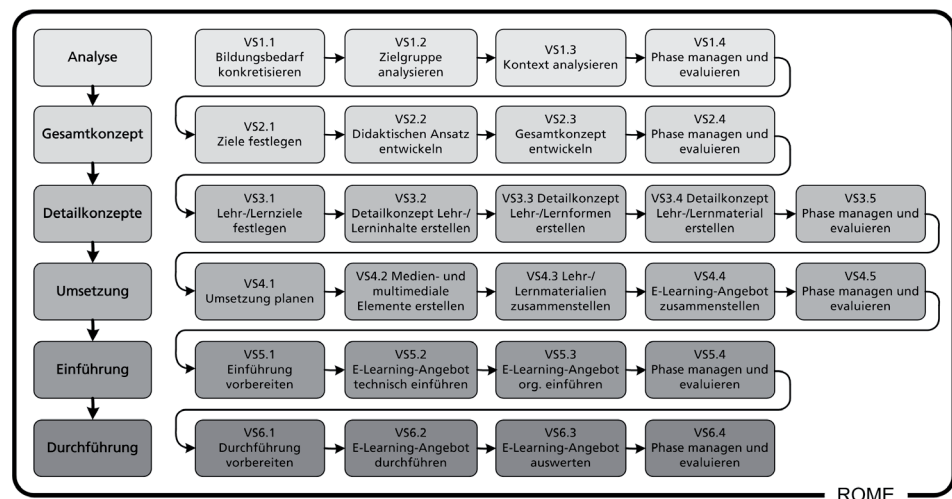 Analyse
VS1.1
Bildungsbedarf
konkretisieren
VS1.2
Zielgruppe
analysieren
VS1.3
Kontext analysieren
VS1.4
Phase managen und
evaluieren
Gesamtkonzept
VS2.1
Ziele festlegen
VS2.2
Didaktischen Ansatz
entwickeln
VS2.3
Gesamtkonzept
entwickeln
VS2.4
Phase managen und
evaluieren
Detailkonzepte
VS3.1
Lehr-/Lernziele
festlegen
VS3.2
Detailkonzept Lehr-/
Lerninhalte erstellen
VS3.3 Detailkonzept
Lehr-/Lernformen
erstellen
VS3.4 Detailkonzept
Lehr-/Lernmaterial
erstellen
VS3.5
Phase managen und
evaluieren
Umsetzung
VS4.1
Umsetzung planen
VS4.2 Medien- und
multimediale
Elemente erstellen
VS4.3 Lehr-/
Lernmaterialien
zusammenstellen
VS4.4
E-Learning-Angebot
zusammenstellen
VS4.5
Phase managen und
evaluieren
Einführung
VS5.1
Einführung
vorbereiten
VS5.2
E-Learning-Angebot
technisch einführen
VS5.3
E-Learning-Angebot
org. einführen
VS5.4
Phase managen und
evaluieren
Durchführung
VS6.1
Durchführung
vorbereiten
VS6.2
E-Learning-Angebot
durchführen
VS6.3
E-Learning-Angebot
auswerten
VS6.4
Phase managen und
evaluieren
ROME